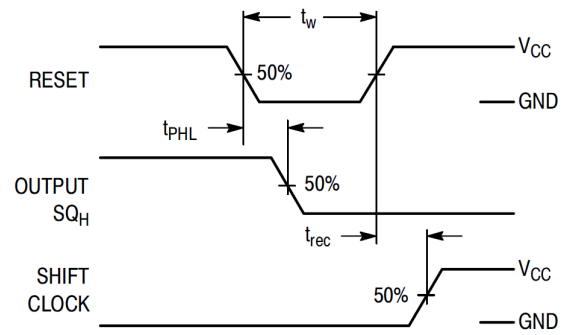 tw
VCC
RESET
50%
GND
tPHL
OUTPUT
SQH
50%
trec
SHIFT
CLOCK
VCC
50%
GND